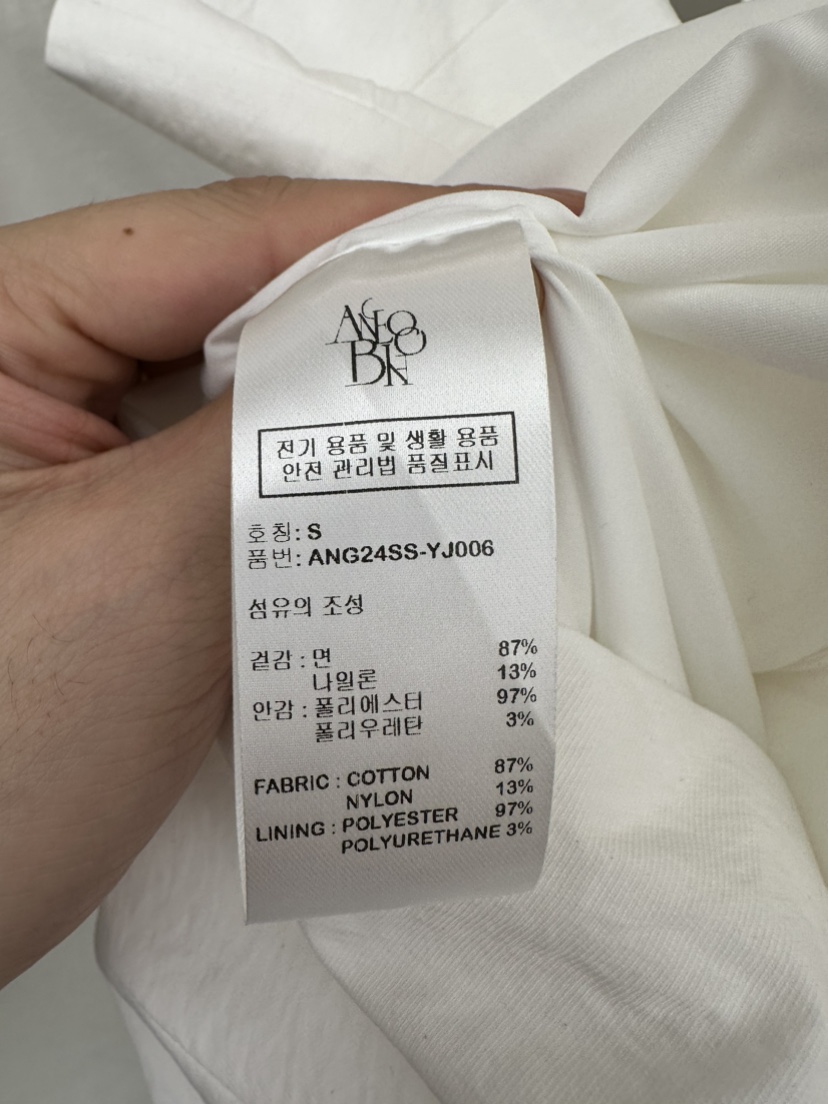 ANGLO
BIN
전기 용품 및 생활 용품
안전 관리법 품질표시
호칭: S
품번: ANG24SS-YJ006
섬유의 조성
겉감 : 면 87%
나일론 13%
안감 : 폴리에스터 97%
폴리우레탄 3%
FABRIC : COTTON 87%
NYLON 13%
LINING : POLYESTER 97%
POLYURETHANE 3%